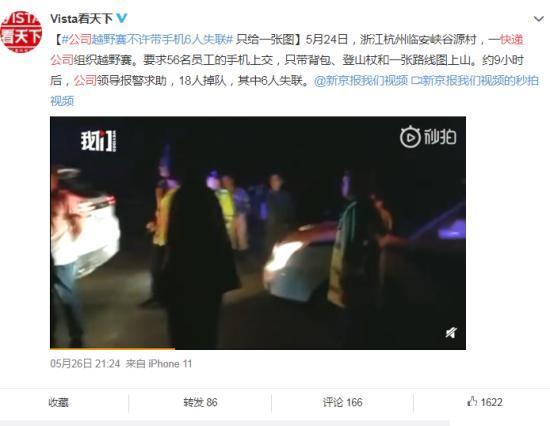 VISTA
看天下
Vista看天下
【#公司越野赛不许带手机6人失联# 只给一张图】5月24日，浙江杭州临安峡谷源村，一快递
公司组织越野赛。要求56名员工的手机上交，只带背包、登山杖和一张路线图上山。约9小时
后，公司领导报警求助，18人掉队，其中6人失联。@新京报我们视频 新京报我们视频的秒拍
视频
我们
秒拍
05月26日 21:24 来自 iPhone 11
收藏
转发 86
评论 166
1622